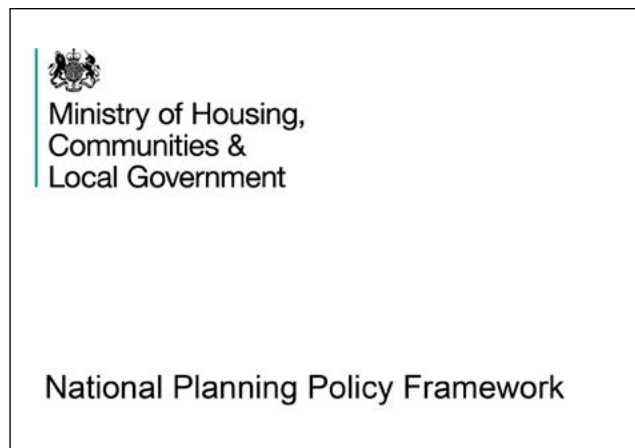 Ministry of Housing,
Communities &
Local Government
National Planning Policy Framework